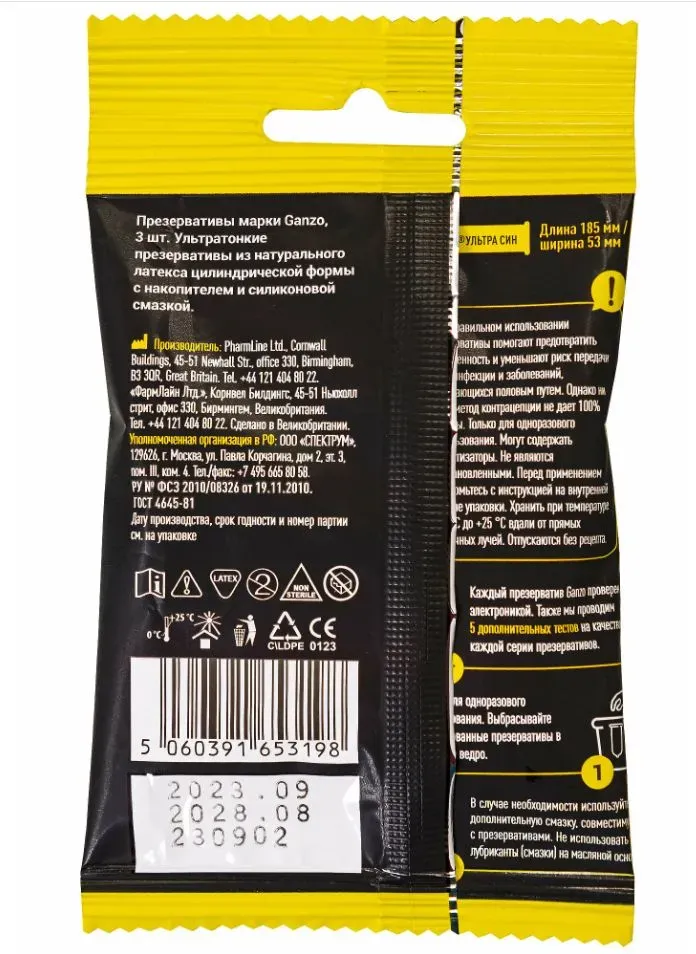 Презервативы марки Ganzo,
3 шт. Ультратонкие
презервативы из натурального
латекса цилиндрической формы
с накопителем и силиконовой
смазкой.
Производитель: PharmLine Ltd., Cornwall
Buildings, 45-51 Newhall Str., office 330, Birmingham,
B3 3QR, Great Britain. Tel. +44 121 404 80 22.
«ФармЛайн Лтд.», Корнвел Билдингс, 45-51 Ньюхолл
стрит, офис 330, Бирмингем, Великобритания.
Тел. +44 121 404 80 22. Сделано в Великобритании.
Уполномоченная организация в РФ: ООО «СПЕКТРУМ»,
129626, г. Москва, ул. Павла Корчагина, дом 2, эт. 3,
пом. III, ком. 4. Тел./факс: +7 495 665 80 58.
РУ № ФСЗ 2010/08326 от 19.11.2010.
ГОСТ 4645-81
Дату производства, срок годности и номер партии
см. на упаковке
LATEX
2
NON
STERILE
0°C
+25 °C
C\LDPE 0123
5 060391 653198
2023.09
2028.08
230902
УЛЬТРА СИН
Длина 185 мм /
ширина 53 мм
!
равильном использовании
ервативы помогают предотвратить
енность и уменьшают риск передачи
инфекции и заболеваний,
ающихся половым путем. Однако ни
метод контрацепции не дает 100%
и. Только для одноразового
зования. Могут содержать
тизаторы. Не являются
новленными. Перед применением
омьтесь с инструкцией на внутренней
е упаковки. Хранить при температуре
С до +25 °С вдали от прямых
чных лучей. Отпускаются без рецепта
Каждый презерватив Ganzo проверен
электроникой. Также мы проводим
5 дополнительных тестов на качество
каждой серии презервативов.
ля одноразового
ования. Выбрасывайте
ованные презервативы в
ведро.
1
В случае необходимости используйт
дополнительную смазку, совместиму
с презервативами. Не использовать
лубриканты (смазки) на масляной осно